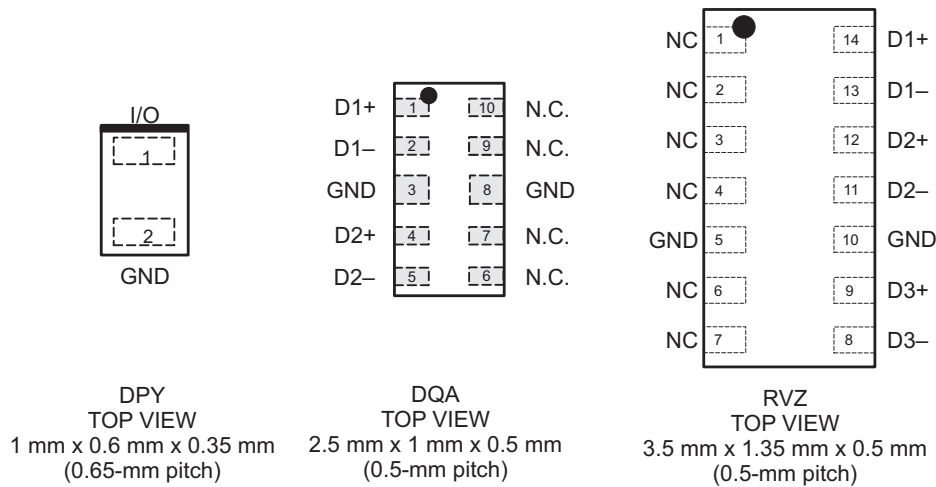 I/O
1
2
GND
DPY
TOP VIEW
1 mm x 0.6 mm x 0.35 mm
(0.65-mm pitch)
D1+ 1 10 N.C.
D1– 2 9 N.C.
GND 3 8 GND
D2+ 4 7 N.C.
D2– 5 6 N.C.
DQA
TOP VIEW
2.5 mm x 1 mm x 0.5 mm
(0.5-mm pitch)
NC 1 14 D1+
NC 2 13 D1–
NC 3 12 D2+
NC 4 11 D2–
GND 5 10 GND
NC 6 9 D3+
NC 7 8 D3–
RVZ
TOP VIEW
3.5 mm x 1.35 mm x 0.5 mm
(0.5-mm pitch)